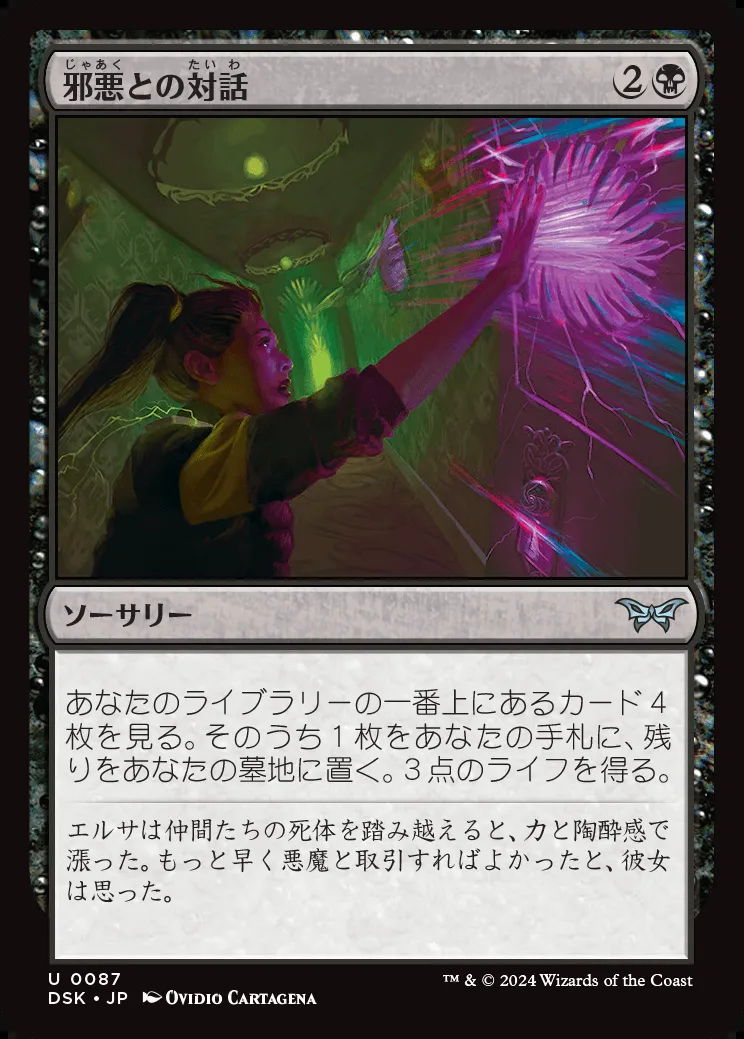 じゃあく たいわ
邪悪との対話
2
ソーサリー
あなたのライブラリーの一番上にあるカード４
枚を見る。そのうち１枚をあなたの手札に、残
りをあなたの墓地に置く。３点のライフを得る。
エルサは仲間たちの死体を踏み越えると、力と陶酔感で
漲った。もっと早く悪魔と取引すればよかったと、彼女
は思った。
U 0087
DSK • JP OVIDIO CARTAGENA
™ & © 2024 Wizards of the Coast